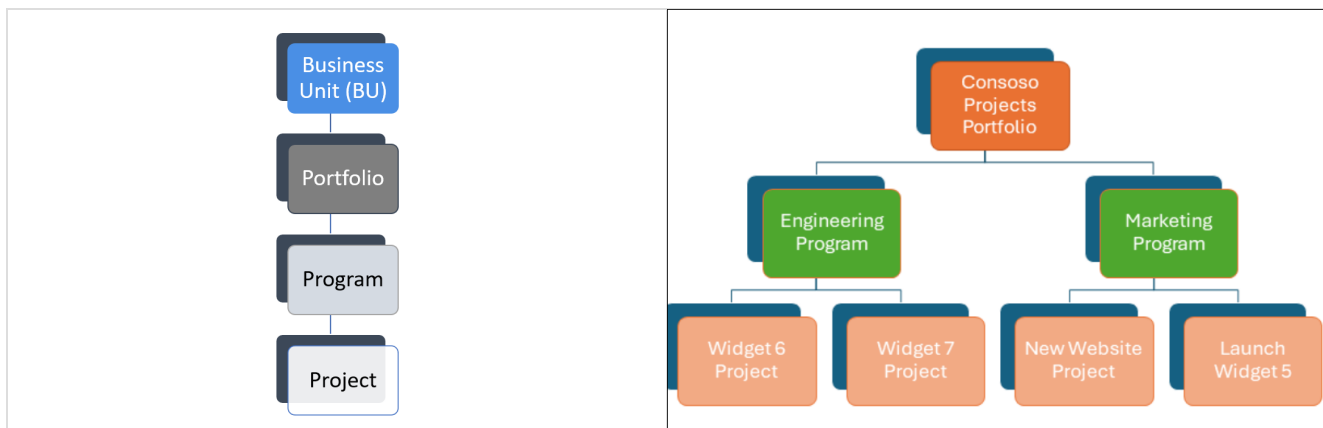 Business
Unit (BU)
Portfolio
Program
Project
Consoso
Projects
Portfolio
Engineering
Program
Marketing
Program
Widget 6
Project
Widget 7
Project
New Website
Project
Launch
Widget 5